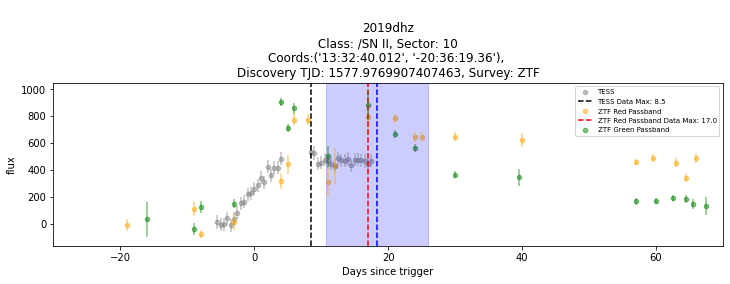 2019dhz
Class: /SN II, Sector: 10
Coords:('13:32:40.012', '-20:36:19.36'),
Discovery TJD: 1577.9769907407463, Survey: ZTF
1000
800
600
400
200
0
flux
−20
0
20
40
60
Days since trigger
TESS
TESS Data Max: 8.5
ZTF Red Passband
ZTF Red Passband Data Max: 17.0
ZTF Green Passband